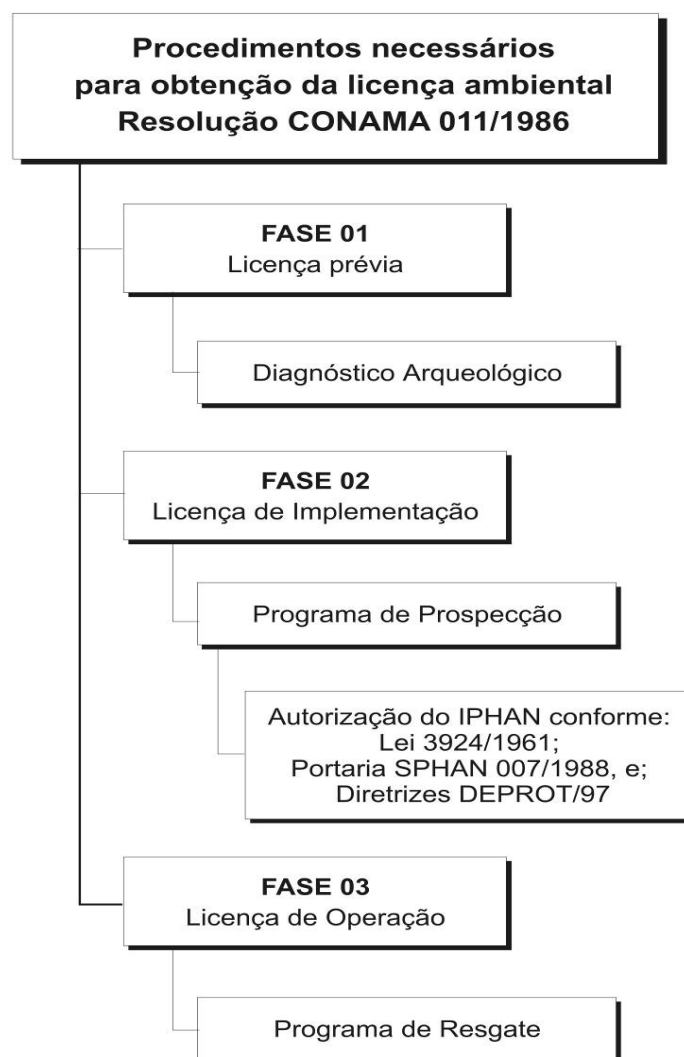 Procedimentos necessários
para obtenção da licença ambiental
Resolução CONAMA 011/1986
FASE 01
Licença prévia
Diagnóstico Arqueológico
FASE 02
Licença de Implementação
Programa de Prospecção
Autorização do IPHAN conforme:
Lei 3924/1961;
Portaria SPHAN 007/1988, e;
Diretrizes DEPROT/97
FASE 03
Licença de Operação
Programa de Resgate